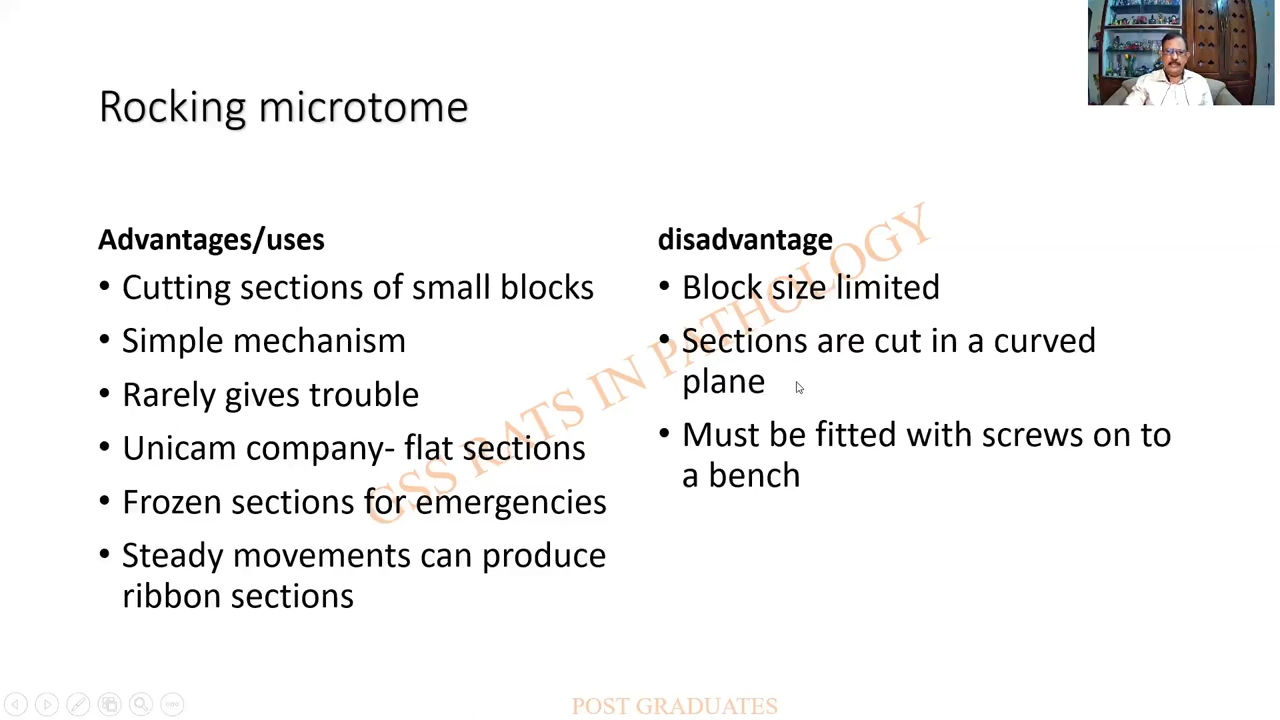 Rocking microtome
Advantages/uses
• Cutting sections of small blocks
• Simple mechanism
• Rarely gives trouble
• Unicam company- flat sections
• Frozen sections for emergencies
• Steady movements can produce
ribbon sections
disadvantage
• Block size limited
• Sections are cut in a curved
plane
• Must be fitted with screws on to
a bench
GSS RATS IN PATHOLOGY
POST GRADUATES